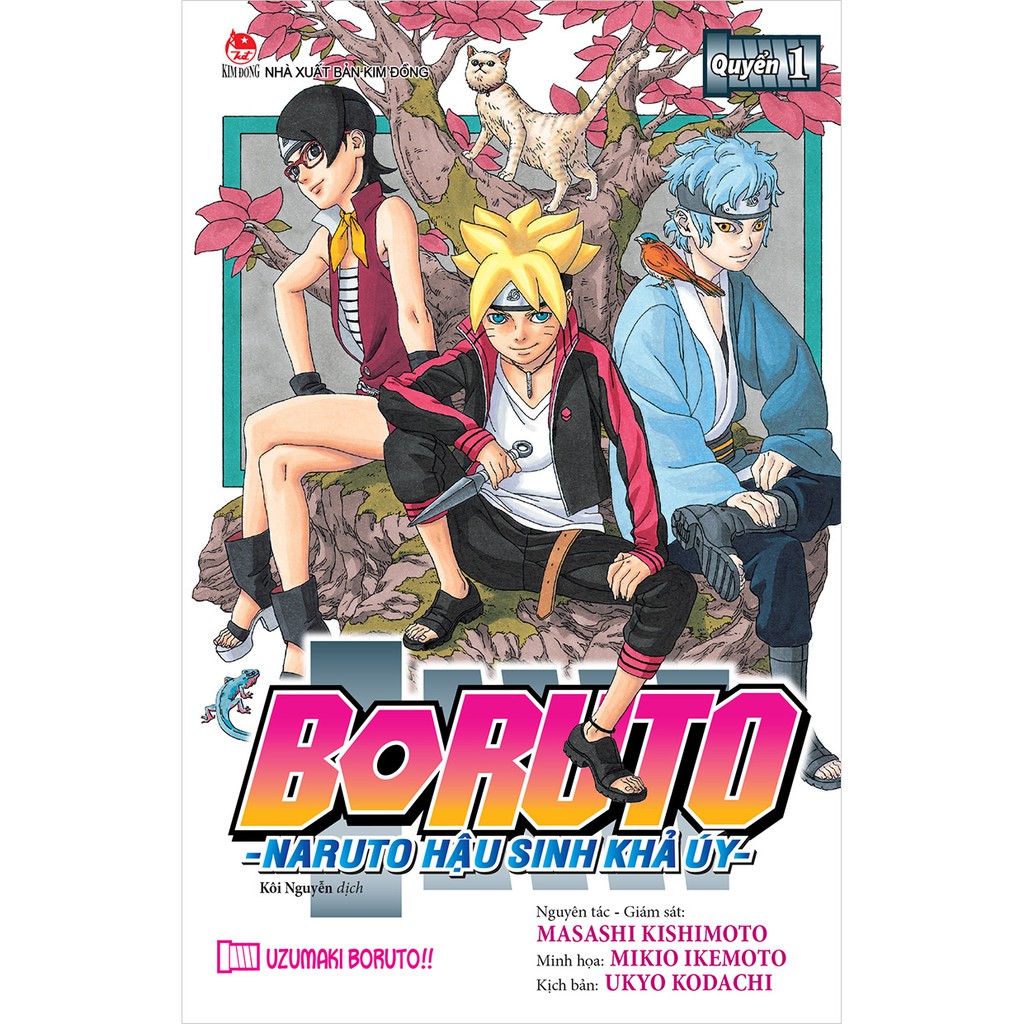 KIM ĐỒNG
NHÀ XUẤT BẢN KIM ĐỒNG
Quyển 1
BORUTO
-NARUTO HẬU SINH KHẢ ÚY-
Kôi Nguyễn dịch
UZUMAKI BORUTO!!
Nguyên tác - Giám sát:
MASASHI KISHIMOTO
Minh họa: MIKIO IKEMOTO
Kịch bản: UKYO KODACHI